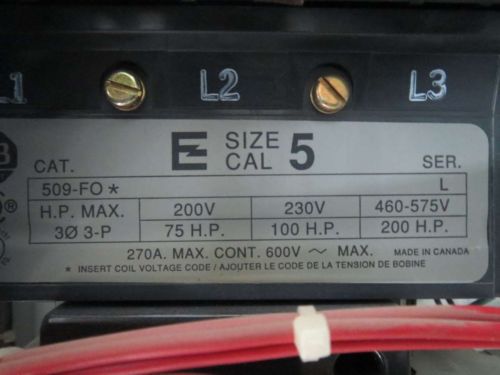 L1 L2 L3
SIZE
CAL 5
CAT. SER.
509-FO * L
H.P. MAX. 200V 230V 460-575V
3Ø 3-P 75 H.P. 100 H.P. 200 H.P.
270A. MAX. CONT. 600V ~ MAX. MADE IN CANADA
* INSERT COIL VOLTAGE CODE / AJOUTER LE CODE DE LA TENSION DE BOBINE